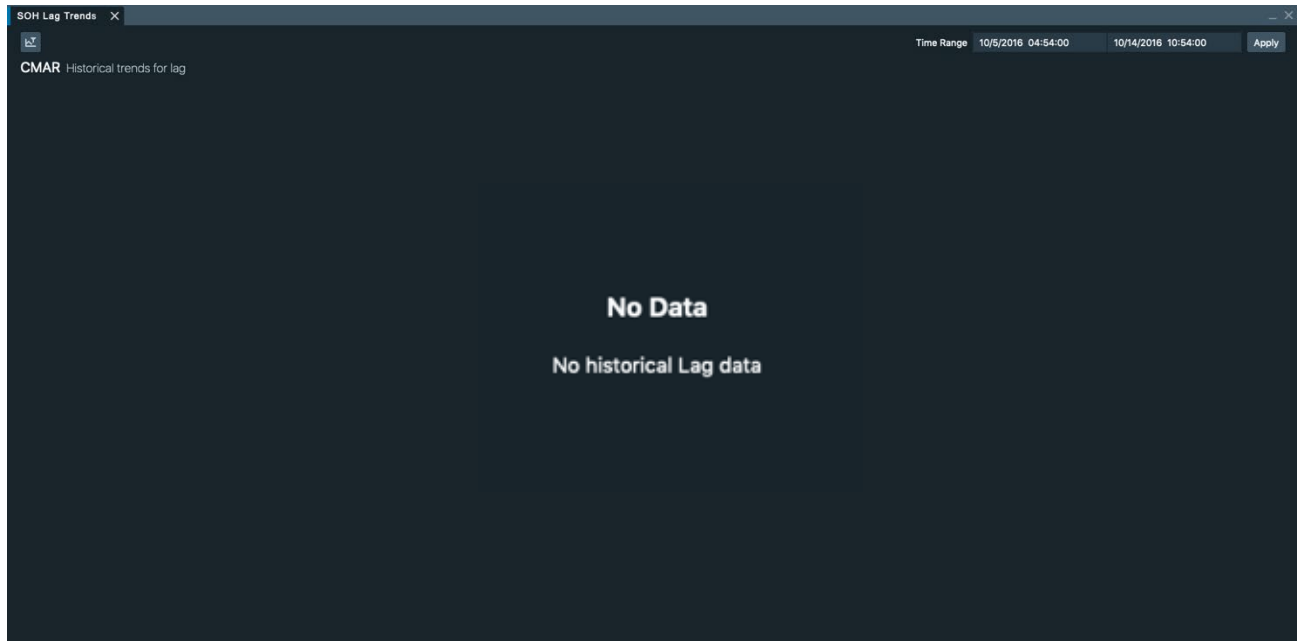 SOH Lag Trends
Time Range 10/5/2016 04:54:00 10/14/2016 10:54:00 Apply
CMAR Historical trends for lag
No Data
No historical Lag data